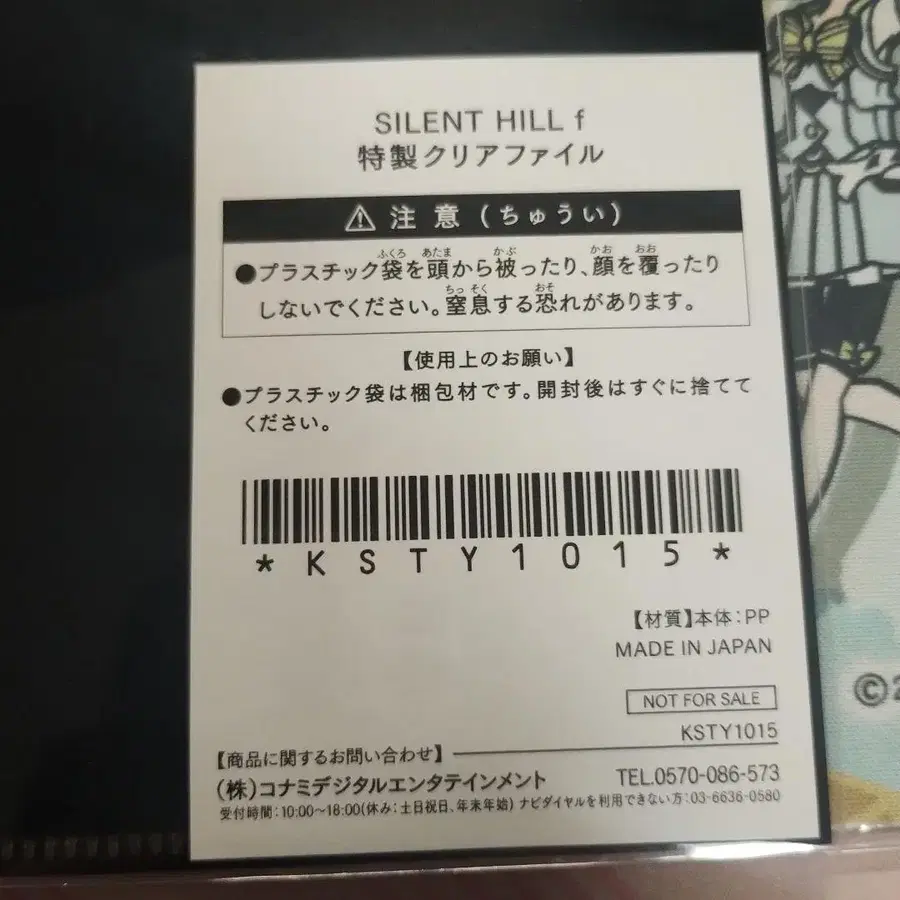 SILENT HILL f
特製クリアファイル
⚠ 注意(ちゅうい)
ふくろ あたま かぶ かお おお
●プラスチック袋を頭から被ったり、顔を覆ったり
ちっそく おそ
しないでください。窒息する恐れがあります。
【使用上のお願い】
●プラスチック袋は梱包材です。開封後はすぐに捨てて
ください。
*KSTY1015*
【材質】本体:PP
MADE IN JAPAN
NOT FOR SALE
KSTY1015
【商品に関するお問い合わせ】
(株)コナミデジタルエンタテインメント TEL.0570-086-573
受付時間:10:00〜18:00(休み:土日祝日、年末年始) ナビダイヤルを利用できない方:03-6636-0580
©2